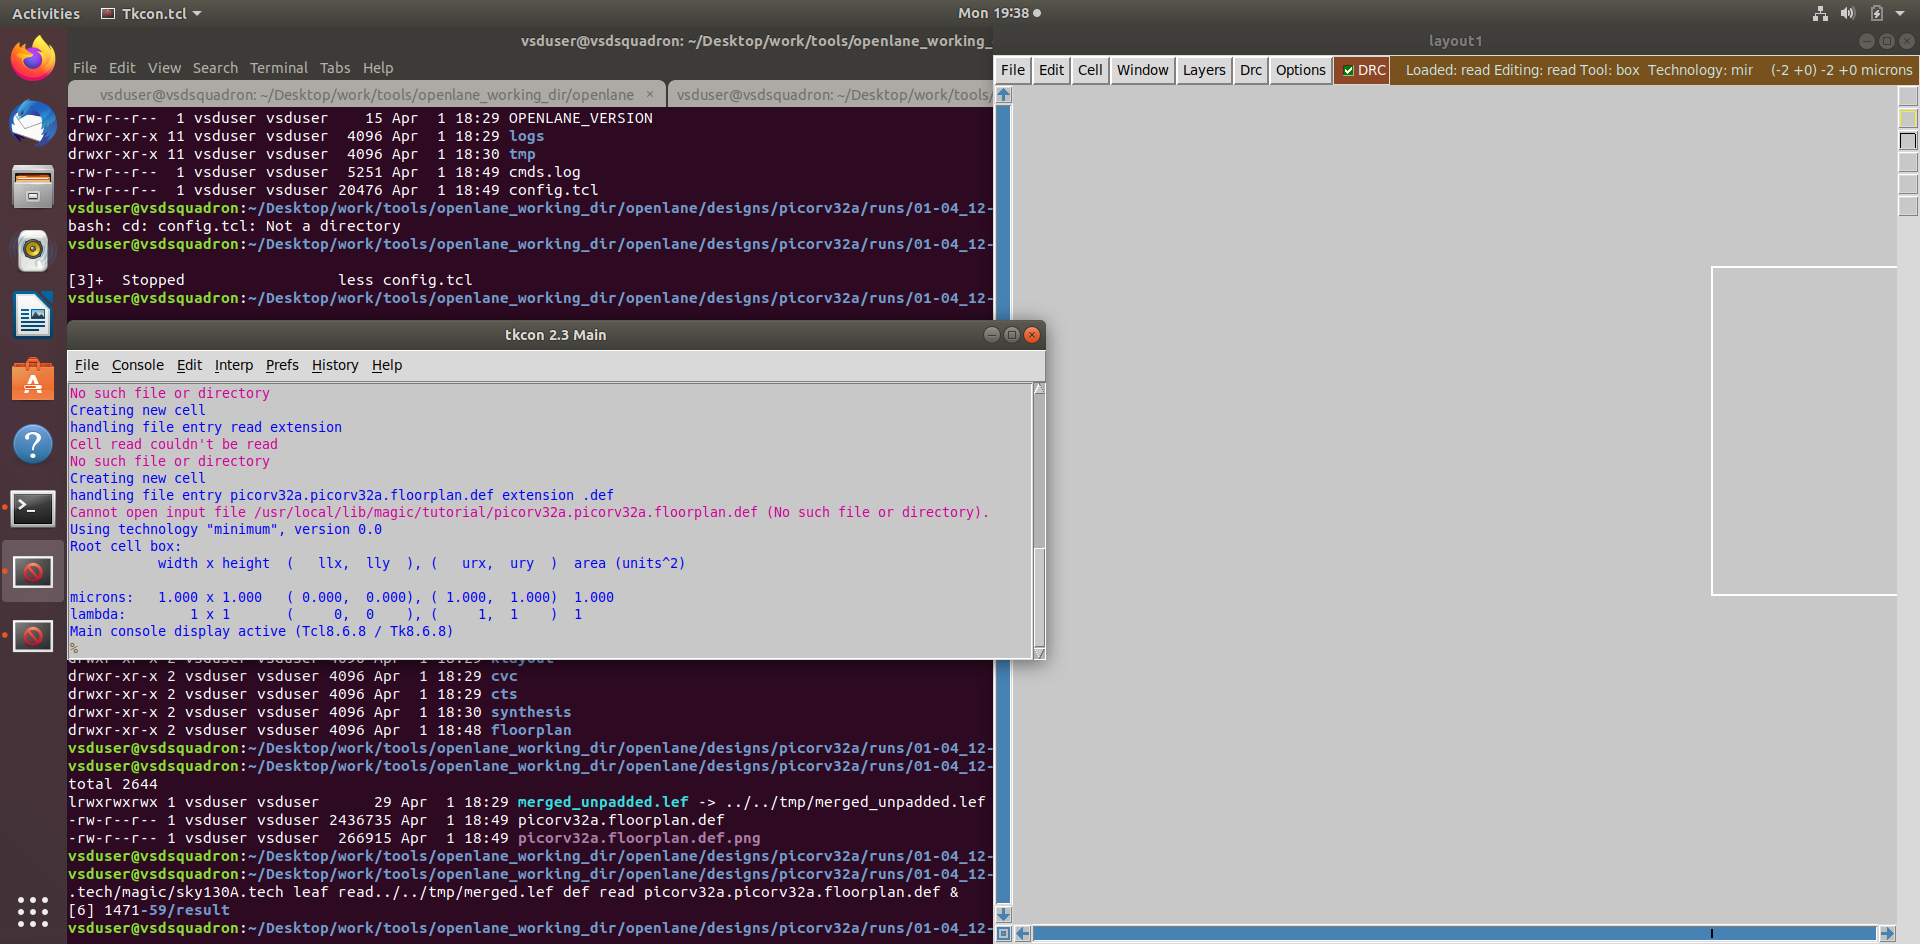 Activities
Tkcon.tcl
Mon 19:38
vsduser@vsdsquadron: ~/Desktop/work/tools/openlane_working_
File Edit View Search Terminal Tabs Help
vsduser@vsdsquadron: ~/Desktop/work/tools/openlane_working_dir/openlane ×
vsduser@vsdsquadron: ~/Desktop/work/tools/
-rw-r--r--  1 vsduser vsduser    15 Apr  1 18:29 OPENLANE_VERSION
drwxr-xr-x 11 vsduser vsduser  4096 Apr  1 18:29 logs
drwxr-xr-x 11 vsduser vsduser  4096 Apr  1 18:30 tmp
-rw-r--r--  1 vsduser vsduser  5251 Apr  1 18:49 cmds.log
-rw-r--r--  1 vsduser vsduser 20476 Apr  1 18:49 config.tcl
vsduser@vsdsquadron:~/Desktop/work/tools/openlane_working_dir/openlane/designs/picorv32a/runs/01-04_12-
bash: cd: config.tcl: Not a directory
vsduser@vsdsquadron:~/Desktop/work/tools/openlane_working_dir/openlane/designs/picorv32a/runs/01-04_12-
[3]+  Stopped                 less config.tcl
vsduser@vsdsquadron:~/Desktop/work/tools/openlane_working_dir/openlane/designs/picorv32a/runs/01-04_12-
tkcon 2.3 Main
File Console Edit Interp Prefs History Help
No such file or directory
Creating new cell
handling file entry read extension
Cell read couldn't be read
No such file or directory
Creating new cell
handling file entry picorv32a.picorv32a.floorplan.def extension .def
Cannot open input file /usr/local/lib/magic/tutorial/picorv32a.picorv32a.floorplan.def (No such file or directory).
Using technology "minimum", version 0.0
Root cell box:
           width x height  (   llx,  lly  ), (   urx,  ury  )  area (units^2)
microns:   1.000 x 1.000   ( 0.000,  0.000), ( 1.000,  1.000)  1.000
lambda:        1 x 1       (     0,  0    ), (     1,  1    )  1
Main console display active (Tcl8.6.8 / Tk8.6.8)
%
drwxr-xr-x 2 vsduser vsduser 4096 Apr  1 18:29 klayout
drwxr-xr-x 2 vsduser vsduser 4096 Apr  1 18:29 cvc
drwxr-xr-x 2 vsduser vsduser 4096 Apr  1 18:29 cts
drwxr-xr-x 2 vsduser vsduser 4096 Apr  1 18:30 synthesis
drwxr-xr-x 2 vsduser vsduser 4096 Apr  1 18:48 floorplan
vsduser@vsdsquadron:~/Desktop/work/tools/openlane_working_dir/openlane/designs/picorv32a/runs/01-04_12-
vsduser@vsdsquadron:~/Desktop/work/tools/openlane_working_dir/openlane/designs/picorv32a/runs/01-04_12-
total 2644
lrwxrwxrwx 1 vsduser vsduser      29 Apr  1 18:29 merged_unpadded.lef -> ../../tmp/merged_unpadded.lef
-rw-r--r-- 1 vsduser vsduser 2436735 Apr  1 18:49 picorv32a.floorplan.def
-rw-r--r-- 1 vsduser vsduser  266915 Apr  1 18:49 picorv32a.floorplan.def.png
vsduser@vsdsquadron:~/Desktop/work/tools/openlane_working_dir/openlane/designs/picorv32a/runs/01-04_12-
vsduser@vsdsquadron:~/Desktop/work/tools/openlane_working_dir/openlane/designs/picorv32a/runs/01-04_12-
.tech/magic/sky130A.tech leaf read../../tmp/merged.lef def read picorv32a.picorv32a.floorplan.def &
[6] 1471-59/result
vsduser@vsdsquadron:~/Desktop/work/tools/openlane_working_dir/openlane/designs/picorv32a/runs/01-04_12-
layout1
File Edit Cell Window Layers Drc Options DRC Loaded: read Editing: read Tool: box Technology: mir (-2 +0) -2 +0 microns